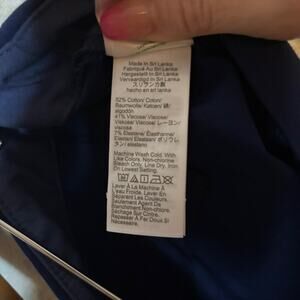 Made In Sri Lanka
Fabriqué Au Sri Lanka
Hergestellt In Sri Lanka
Vervaardigd In Sri Lanka
スリランカ製
hecho en sri lanka
52% Cotton/ Coton/
Baumwolle/ Katoen/ 綿/
algodón
41% Viscose/ Viscose/
Viskose/ Viscose/ レーヨン/
viscosa
7% Elastane/ Élasthanne/
Elastan/ Elastaan/ ポリウレ
タン/ elastano
Machine Wash Cold. With
Like Colors. Non-chlorine
Bleach Only. Line Dry. Iron
On Lowest Setting.
Laver À La Machine À
L'eau Froide. Laver
Séparent Les Couleurs.
Seulement Agent De
Blanchiment Non Chlore.
Séchage Sur Corde.
Repasser À Fer Doux Si
Nécessaire.